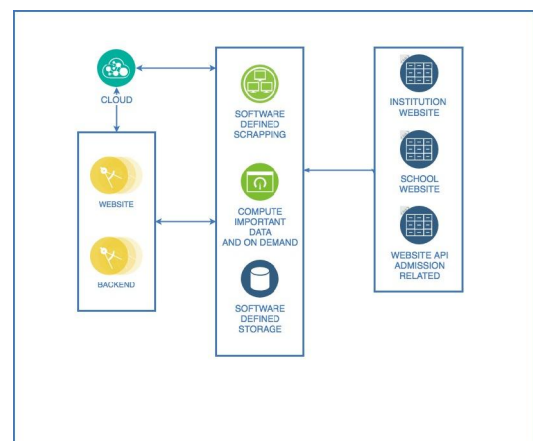 CLOUD
WEBSITE
BACKEND
SOFTWARE
DEFINED
SCRAPPING
COMPUTE
IMPORTANT
DATA
AND ON DEMAND
SOFTWARE
DEFINED
STORAGE
INSTITUTION
WEBSITE
SCHOOL
WEBSITE
WEBSITE API
ADMISSION
RELATED